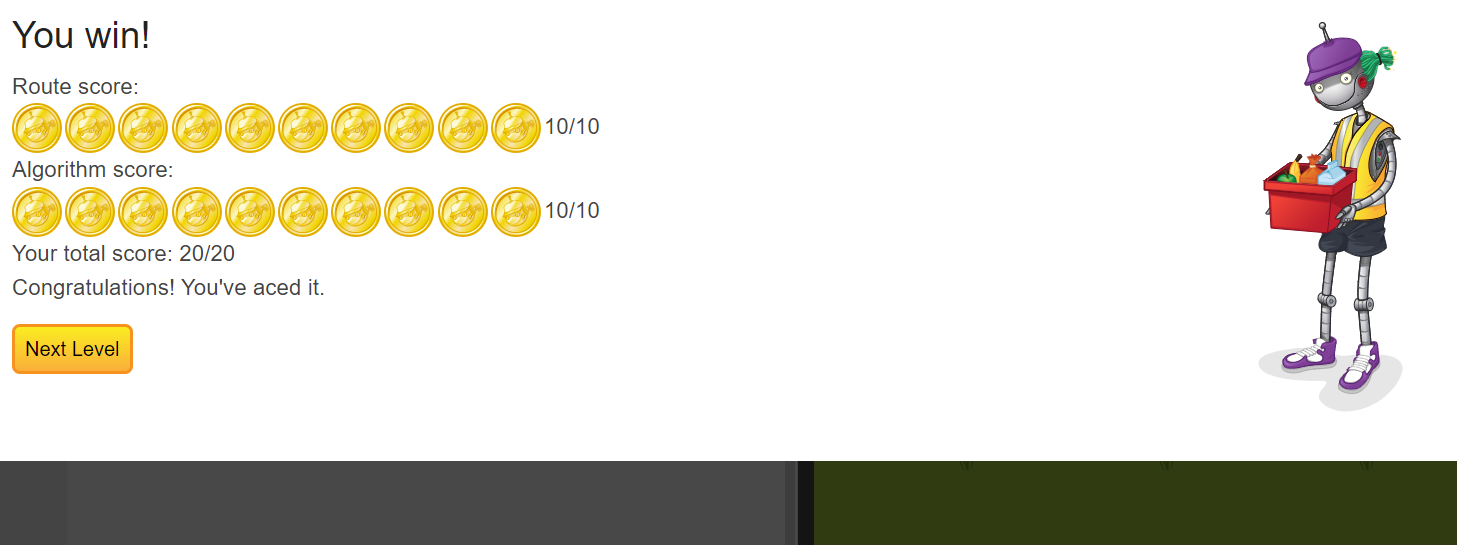 You win!
Route score:
10/10
Algorithm score:
10/10
Your total score: 20/20
Congratulations! You've aced it.
Next Level